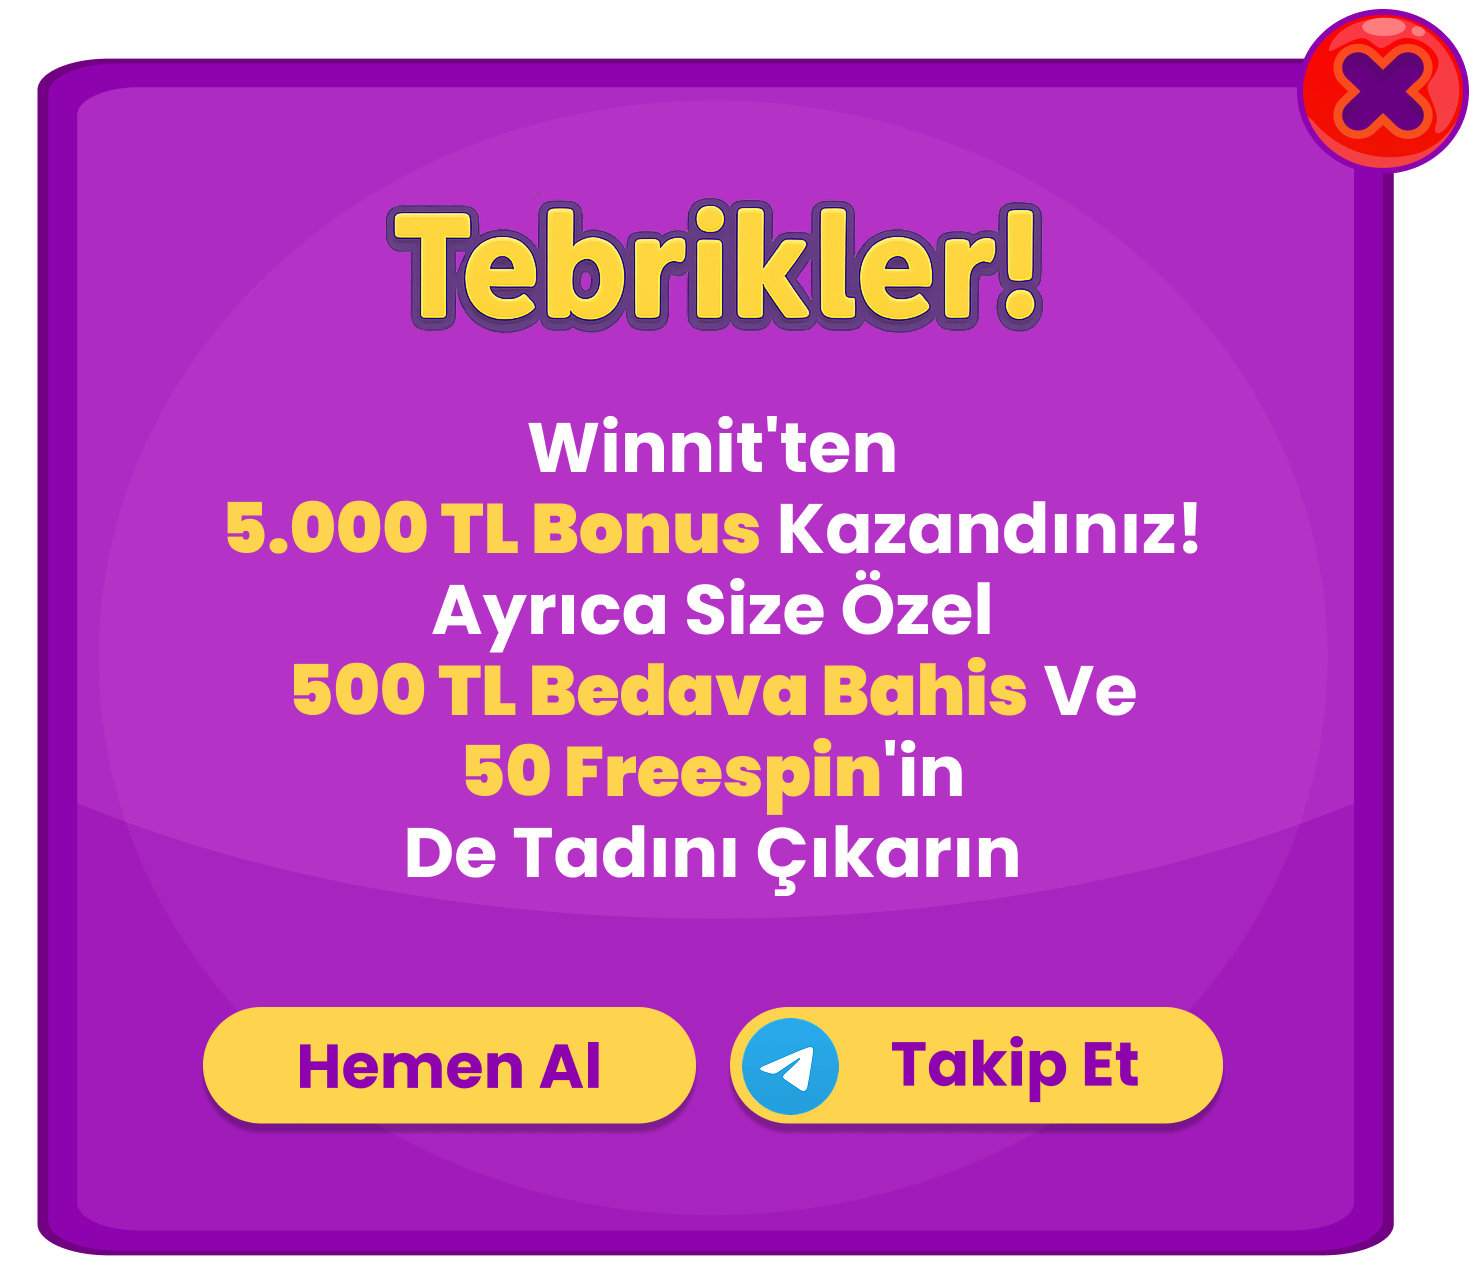 Tebrikler!
Winnit'ten
5.000 TL Bonus Kazandınız!
Ayrıca Size Özel
500 TL Bedava Bahis Ve
50 Freespin'in
De Tadını Çıkarın
Hemen Al
Takip Et